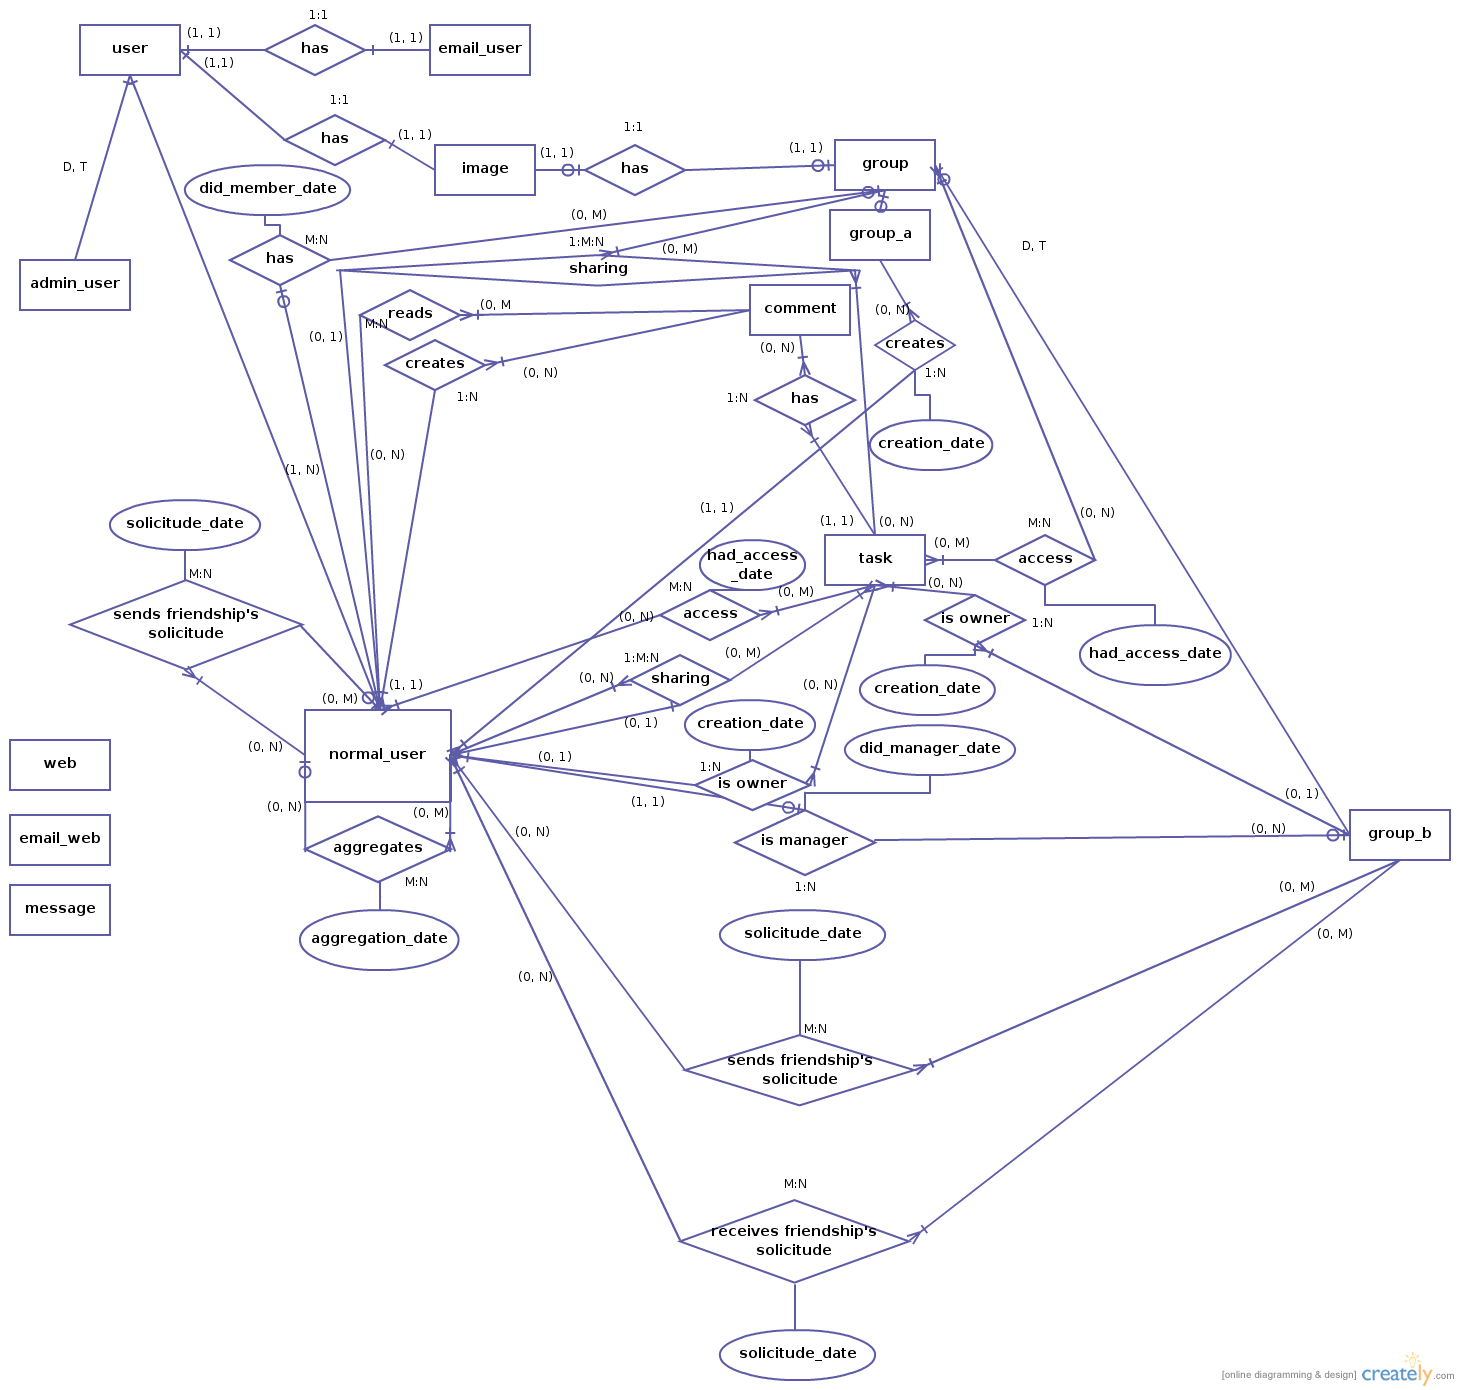 1:1
user
(1, 1)
has
(1, 1)
email_user
(1,1)
1:1
has
(1, 1)
image
(1, 1)
1:1
has
(1, 1)
group
D, T
did_member_date
(0, M)
M:N
has
1:M:N
sharing
(0, M)
group_a
D, T
admin_user
reads
M:N
(0, M
comment
(0, N)
creates
1:N
(0, 1)
creates
(0, N)
1:N
(0, N)
1:N
has
creation_date
(1, N)
(0, N)
solicitude_date
M:N
sends friendship's
solicitude
(1, 1)
(1, 1)
(0, N)
task
had_access
_date
M:N
access
(0, M)
(0, N)
(0, M)
M:N
access
(0, N)
had_access_date
(0, N)
is owner
1:N
creation_date
1:M:N
sharing
(0, M)
(0, N)
(0, 1)
(0, N)
(0, M)
(1, 1)
normal_user
(0, N)
creation_date
1:N
is owner
(0, 1)
(1, 1)
did_manager_date
is manager
1:N
(0, 1)
(0, N)
group_b
web
email_web
message
(0, N)
(0, M)
aggregates
M:N
aggregation_date
(0, N)
(0, M)
solicitude_date
M:N
sends friendship's
solicitude
(0, N)
(0, M)
M:N
receives friendship's
solicitude
solicitude_date
[online diagramming & design] creately.com